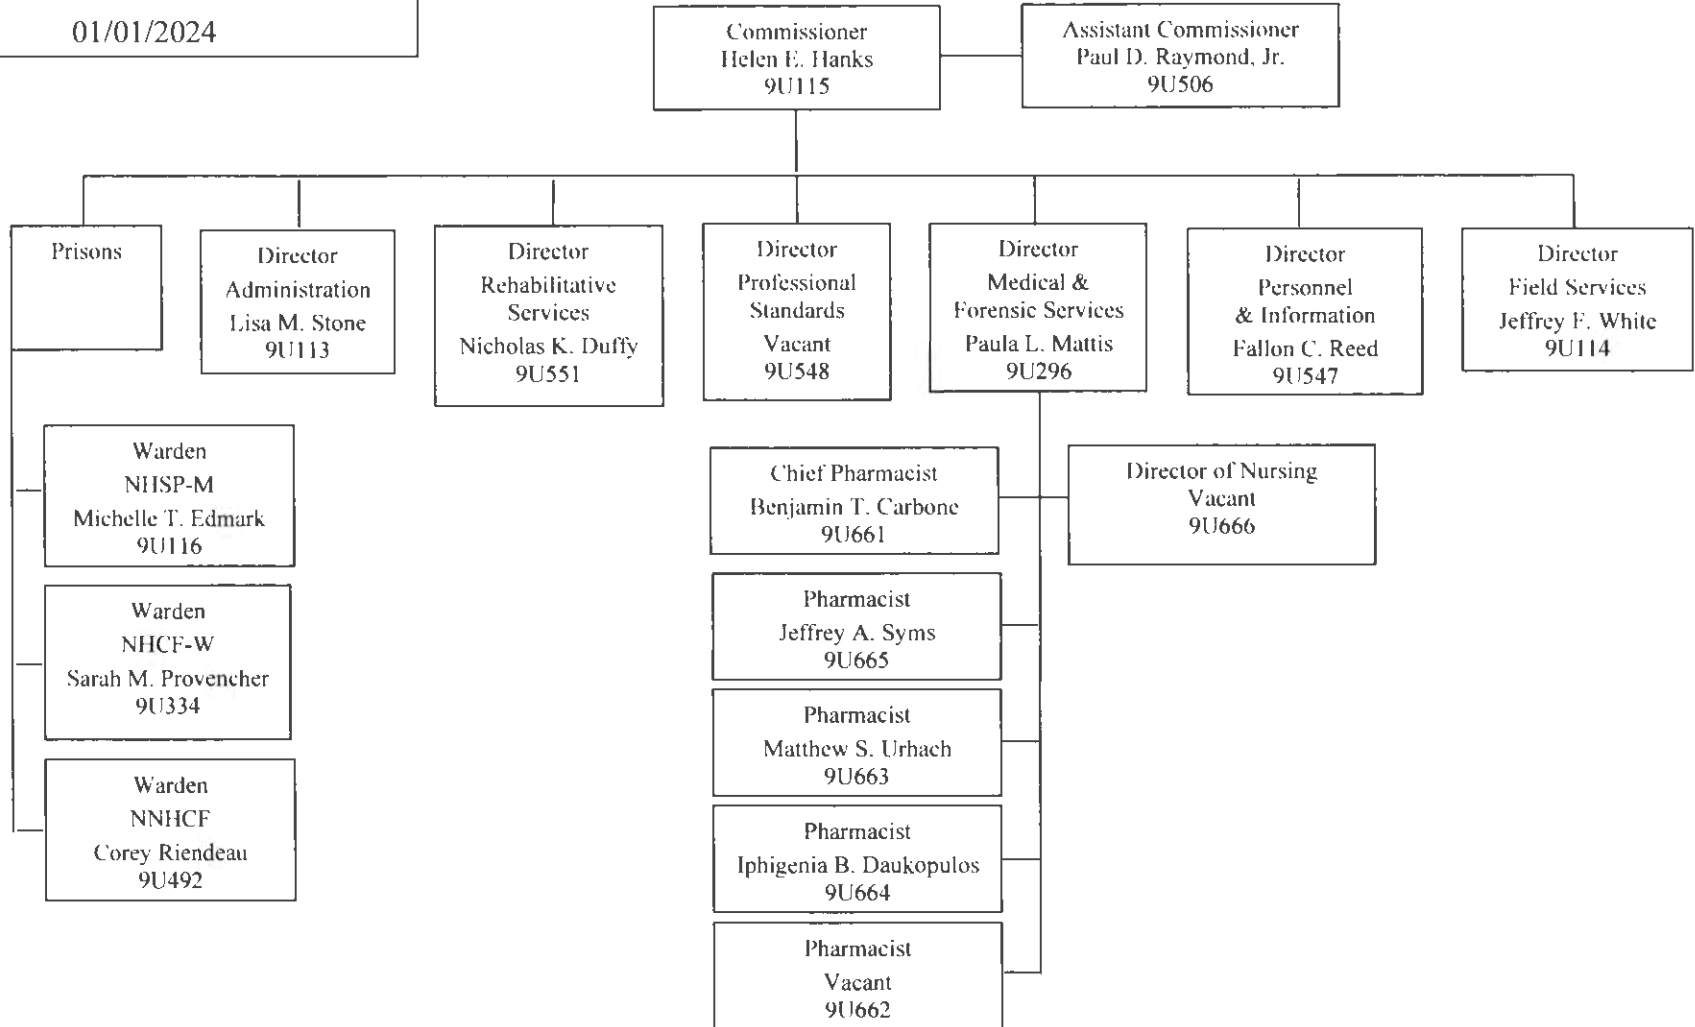 01/01/2024
Commissioner
Helen E. Hanks
9U115
Assistant Commissioner
Paul D. Raymond, Jr.
9U506
Prisons
Director
Administration
Lisa M. Stone
9U113
Director
Rehabilitative
Services
Nicholas K. Duffy
9U551
Director
Professional
Standards
Vacant
9U548
Director
Medical &
Forensic Services
Paula L. Mattis
9U296
Director
Personnel
& Information
Fallon C. Reed
9U547
Director
Field Services
Jeffrey F. White
9U114
Warden
NHSP-M
Michelle T. Edmark
9U116
Warden
NHCF-W
Sarah M. Provencher
9U334
Warden
NNHCF
Corey Riendeau
9U492
Chief Pharmacist
Benjamin T. Carbone
9U661
Director of Nursing
Vacant
9U666
Pharmacist
Jeffrey A. Syms
9U665
Pharmacist
Matthew S. Urhach
9U663
Pharmacist
Iphigenia B. Daukopulos
9U664
Pharmacist
Vacant
9U662